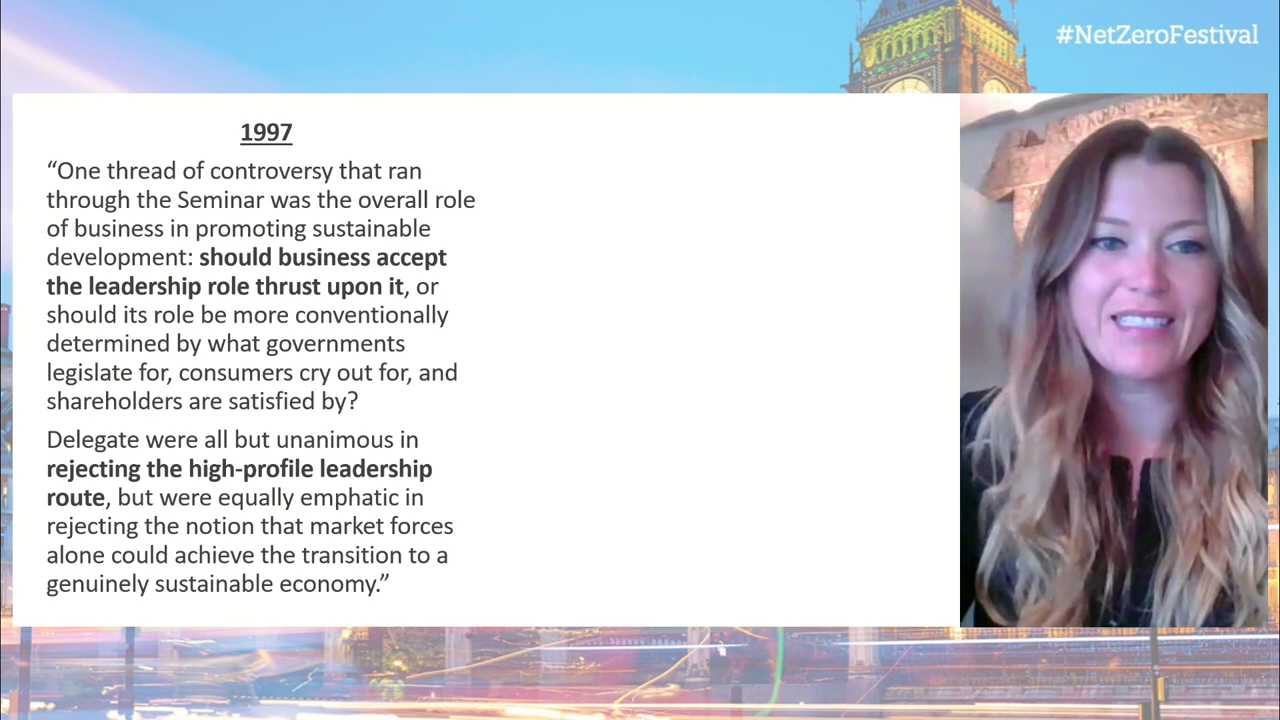 #NetZeroFestival
1997
“One thread of controversy that ran
through the Seminar was the overall role
of business in promoting sustainable
development: should business accept
the leadership role thrust upon it, or
should its role be more conventionally
determined by what governments
legislate for, consumers cry out for, and
shareholders are satisfied by?
Delegate were all but unanimous in
rejecting the high-profile leadership
route, but were equally emphatic in
rejecting the notion that market forces
alone could achieve the transition to a
genuinely sustainable economy.”